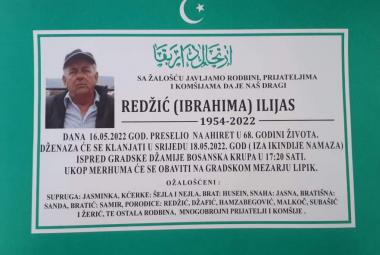 SA ŽALOŠĆU JAVLJAMO RODBINI, PRIJATELJIMA
I KOMŠIJAMA DA JE NAŠ DRAGI
REDŽIĆ (IBRAHIMA) ILIJAS
1954-2022
DANA 16.05.2022 GOD. PRESELIO NA AHIRET U 68. GODINI ŽIVOTA.
DŽENAZA ĆE SE KLANJATI U SRIJEDU 18.05.2022 GOD. ( IZA IKINDIJE NAMAZA)
ISPRED GRADSKE DŽAMIJE BOSANSKA KRUPA U 17:20 SATI.
UKOP MERHUMA ĆE SE OBAVITI NA GRADSKOM MEZARJU LIPIK.
OŽALOŠĆENI :
SUPRUGA: JASMINKA, KĆERKE: ŠEJLA I NEJLA, BRAT: HUSEIN, SNAHA: JASNA, BRATIŠNA:
SANDA, BRATIĆ: SAMIR, PORODICE: REDŽIĆ, DŽAFIĆ, HAMZABEGOVIĆ, MALKOČ, SUBAŠIĆ
I ŽERIĆ, TE OSTALA RODBINA, MNOGOBROJNI PRIJATELJI I KOMŠIJE .